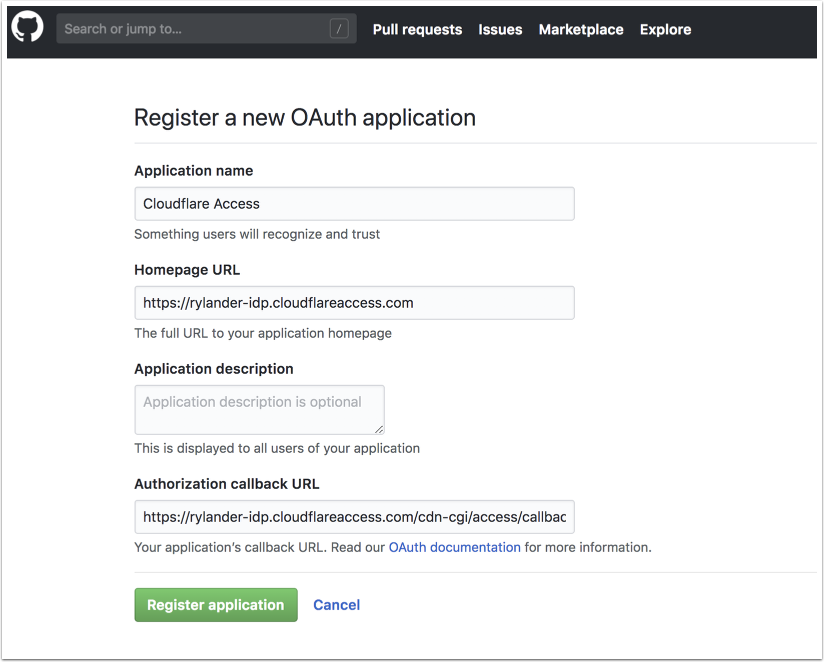 Search or jump to... /
Pull requests Issues Marketplace Explore
Register a new OAuth application
Application name
Cloudflare Access
Something users will recognize and trust
Homepage URL
https://rylander-idp.cloudflareaccess.com
The full URL to your application homepage
Application description
Application description is optional
This is displayed to all users of your application
Authorization callback URL
https://rylander-idp.cloudflareaccess.com/cdn-cgi/access/callbac
Your application’s callback URL. Read our OAuth documentation for more information.
Register application Cancel